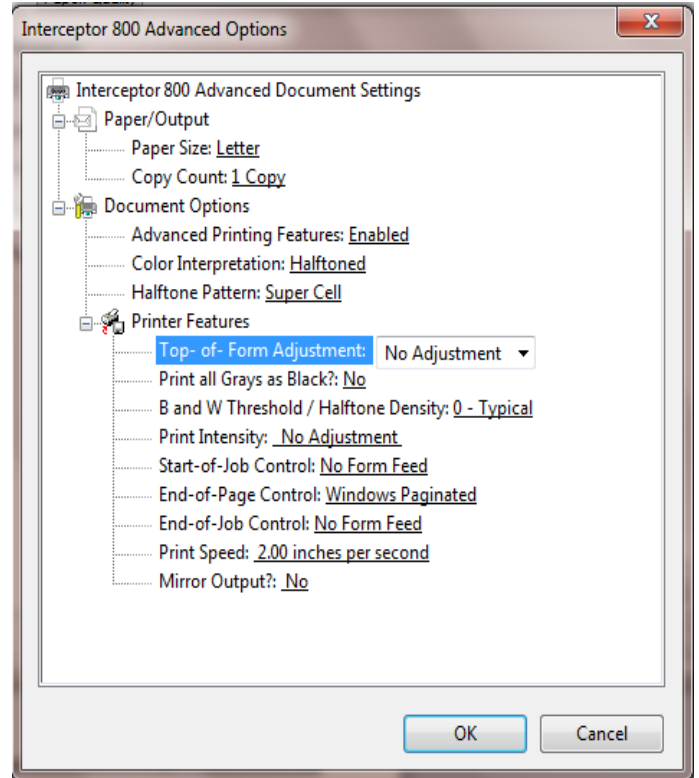 Interceptor 800 Advanced Options
Interceptor 800 Advanced Document Settings
Paper/Output
Paper Size: Letter
Copy Count: 1 Copy
Document Options
Advanced Printing Features: Enabled
Color Interpretation: Halftoned
Halftone Pattern: Super Cell
Printer Features
Top- of- Form Adjustment: No Adjustment
Print all Grays as Black?: No
B and W Threshold / Halftone Density: 0 - Typical
Print Intensity: No Adjustment
Start-of-Job Control: No Form Feed
End-of-Page Control: Windows Paginated
End-of-Job Control: No Form Feed
Print Speed: 2.00 inches per second
Mirror Output?: No
OK Cancel